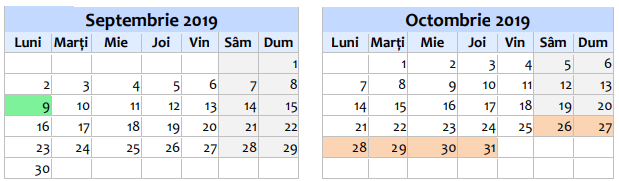 Septembrie 2019
Luni Marți Mie Joi Vin Sâm Dum
1
2 3 4 5 6 7 8
9 10 11 12 13 14 15
16 17 18 19 20 21 22
23 24 25 26 27 28 29
30
Octombrie 2019
Luni Marți Mie Joi Vin Sâm Dum
1 2 3 4 5 6
7 8 9 10 11 12 13
14 15 16 17 18 19 20
21 22 23 24 25 26 27
28 29 30 31